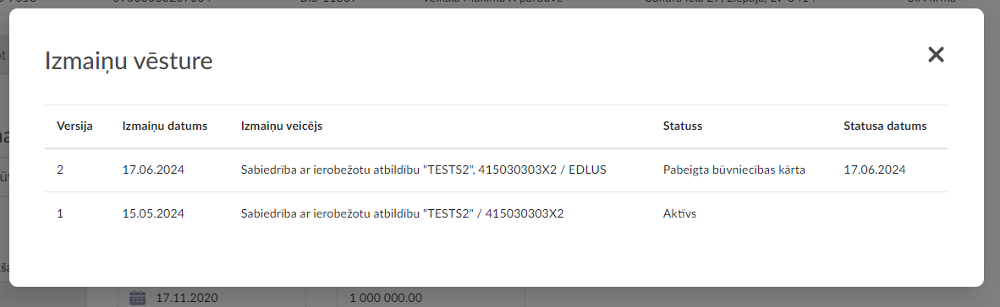 Izmaiņu vēsture
Versija Izmaiņu datums Izmaiņu veicējs Statuss Statusa datums
2 17.06.2024 Sabiedrība ar ierobežotu atbildību "TESTS2", 415030303X2 / EDLUS Pabeigta būvniecības kārta 17.06.2024
1 15.05.2024 Sabiedrība ar ierobežotu atbildību "TESTS2" / 415030303X2 Aktīvs
17.11.2020 1 000 000.00